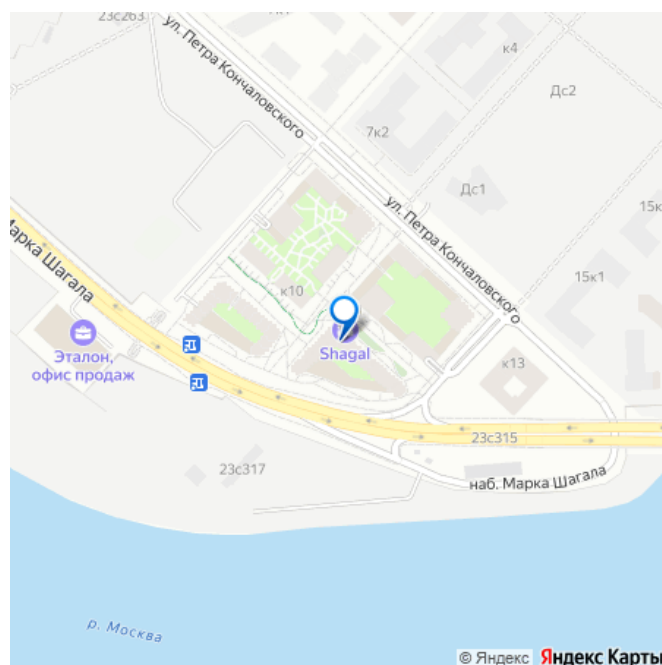 23с263
ул. Петра Кончаловского
к4
Дс2
7к2
Дс1
15к
ул. Петра Кончаловского
Марка Шагала
к10
15к1
Эталон,
офис продаж
Shagal
к13
23с315
23с317
наб. Марка Шагала
р. Москва
© Яндекс Яндекс Карты